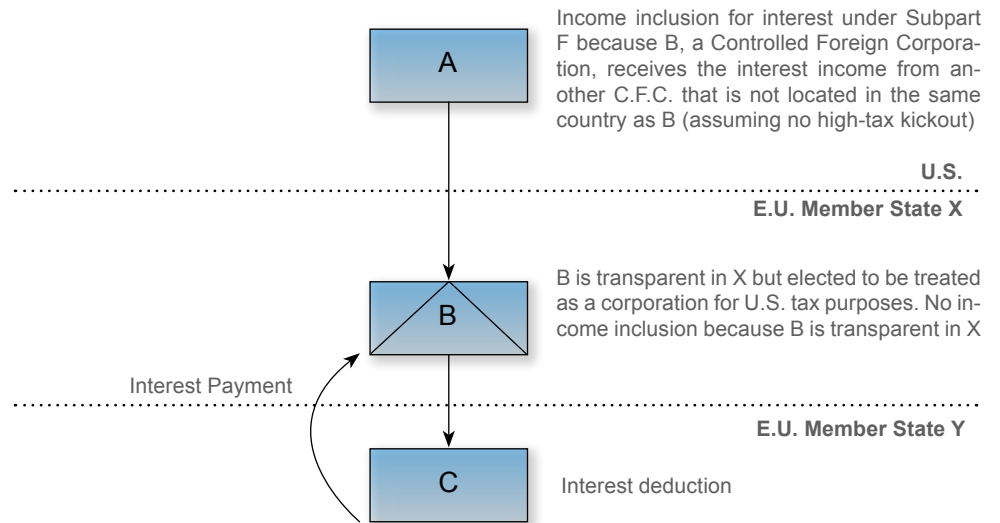 Income inclusion for interest under Subpart
F because B, a Controlled Foreign Corpora-
tion, receives the interest income from an-
other C.F.C. that is not located in the same
country as B (assuming no high-tax kickout)
A
U.S.
E.U. Member State X
B is transparent in X but elected to be treated
as a corporation for U.S. tax purposes. No in-
come inclusion because B is transparent in X
B
Interest Payment
E.U. Member State Y
C
Interest deduction